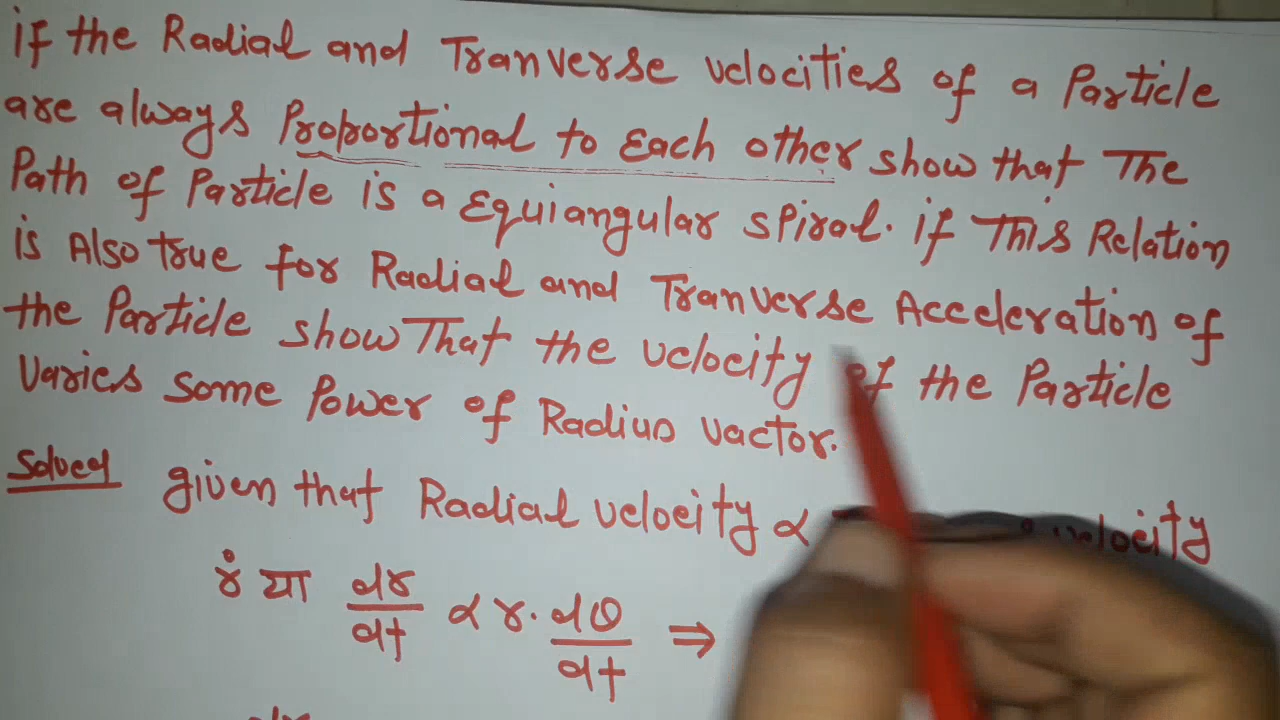 if the Radial and Tranverse velocities of a Particle
are always Proportional to Each other show that The
Path of Particle is a Equiangular spiral. if This Relation
is Also true for Radial and Tranverse Acceleration of
the Particle show That the velocity of the Particle
Varies some Power of Radius vactor.
Solved given that Radial velocity ∝ velocity
ṙ या dr/dt ∝ r. dθ/dt ⇒